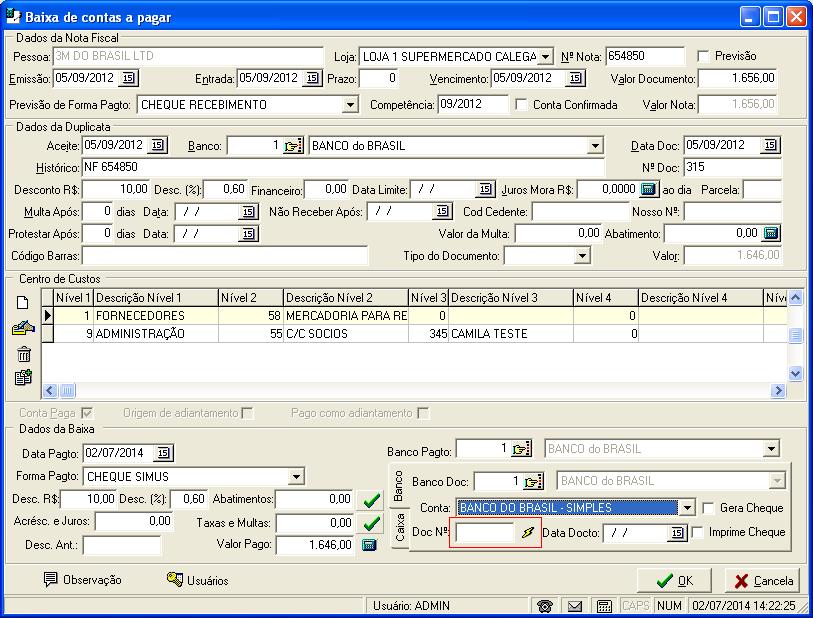 Baixa de contas a pagar
Dados da Nota Fiscal
Pessoa: 3M DO BRASIL LTD Loja: LOJA 1 SUPERMERCADO CALEGA Nº Nota: 654850 Previsão
Emissão: 05/09/2012 15 Entrada: 05/09/2012 15 Prazo: 0 Vencimento: 05/09/2012 15 Valor Documento: 1.656,00
Previsão de Forma Pagto: CHEQUE RECEBIMENTO Competência: 09/2012 Conta Confirmada Valor Nota: 1.656,00
Dados da Duplicata
Aceite: 05/09/2012 15 Banco: 1 BANCO do BRASIL Data Doc: 05/09/2012 15
Histórico: NF 654850 Nº Doc: 315
Desconto R$: 10,00 Desc. (%): 0,60 Financeiro: 0,00 Data Limite: / / 15 Juros Mora R$: 0,0000 ao dia Parcela:
Multa Após: 0 dias Data: / / 15 Não Receber Após: / / 15 Cod Cedente: Nosso Nº:
Protestar Após: 0 dias Data: / / 15 Valor da Multa: 0,00 Abatimento: 0,00
Código Barras: Tipo do Documento: Valor: 1.646,00
Centro de Custos
Nível 1 Descrição Nível 1 Nível 2 Descrição Nível 2 Nível 3 Descrição Nível 3 Nível 4 Descrição Nível 4 Nív
1 FORNECEDORES 58 MERCADORIA PARA RE 0 0
9 ADMINISTRAÇÃO 55 C/C SOCIOS 345 CAMILA TESTE 0
Conta Paga Origem de adiantamento Pago como adiantamento
Dados da Baixa
Data Pagto: 02/07/2014 15 Banco Pagto: 1 BANCO do BRASIL
Forma Pagto: CHEQUE SIMUS Banco Doc: 1 BANCO do BRASIL
Desc. R$: 10,00 Desc. (%): 0,60 Abatimentos: 0,00 Banco Conta: BANCO DO BRASIL - SIMPLES Gera Cheque
Acrésc. e Juros: 0,00 Taxas e Multas: 0,00 Caixa Doc Nº: Data Docto: / / 15 Imprime Cheque
Desc. Ant.: Valor Pago: 1.646,00
Observação Usuários OK Cancela
Usuário: ADMIN CAPS NUM 02/07/2014 14:22:25